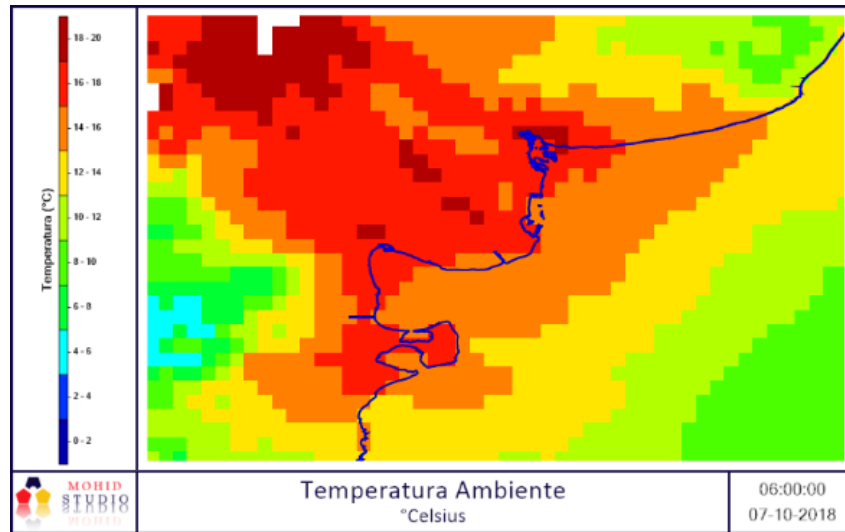 18 - 20
16 - 18
14 - 16
12 - 14
10 - 12
8 - 10
6 - 8
4 - 6
2 - 4
0 - 2
Temperatura (°C)
MOHID
STUDIO
Temperatura Ambiente
°Celsius
06:00:00
07-10-2018